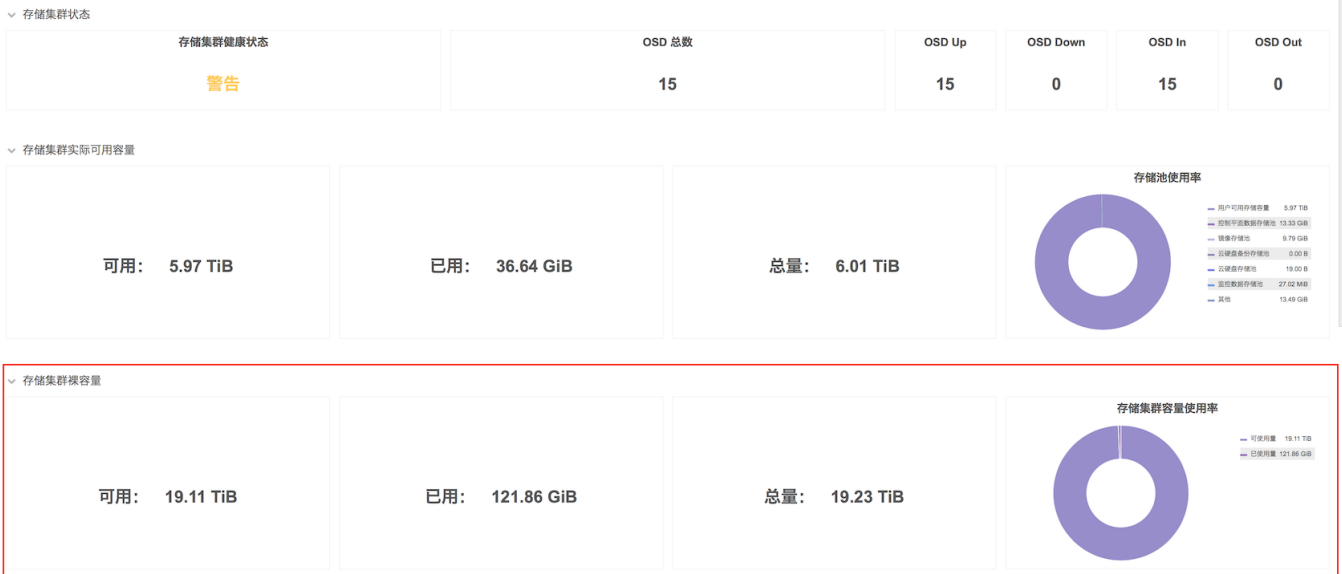 存储集群状态
存储集群健康状态
警告
OSD 总数
15
OSD Up
15
OSD Down
0
OSD In
15
OSD Out
0
存储集群实际可用容量
可用： 5.97 TiB
已用： 36.64 GiB
总量： 6.01 TiB
存储池使用率
用户可用存储容量 5.97 TiB
控制平面数据存储池 13.33 GiB
镜像存储池 9.79 GiB
云硬盘备份存储池 0.00 B
云硬盘存储池 19.00 B
监控数据存储池 27.02 MiB
其他 13.49 GiB
存储集群裸容量
可用： 19.11 TiB
已用： 121.86 GiB
总量： 19.23 TiB
存储集群容量使用率
可使用量 19.11 TiB
已使用量 121.86 GiB